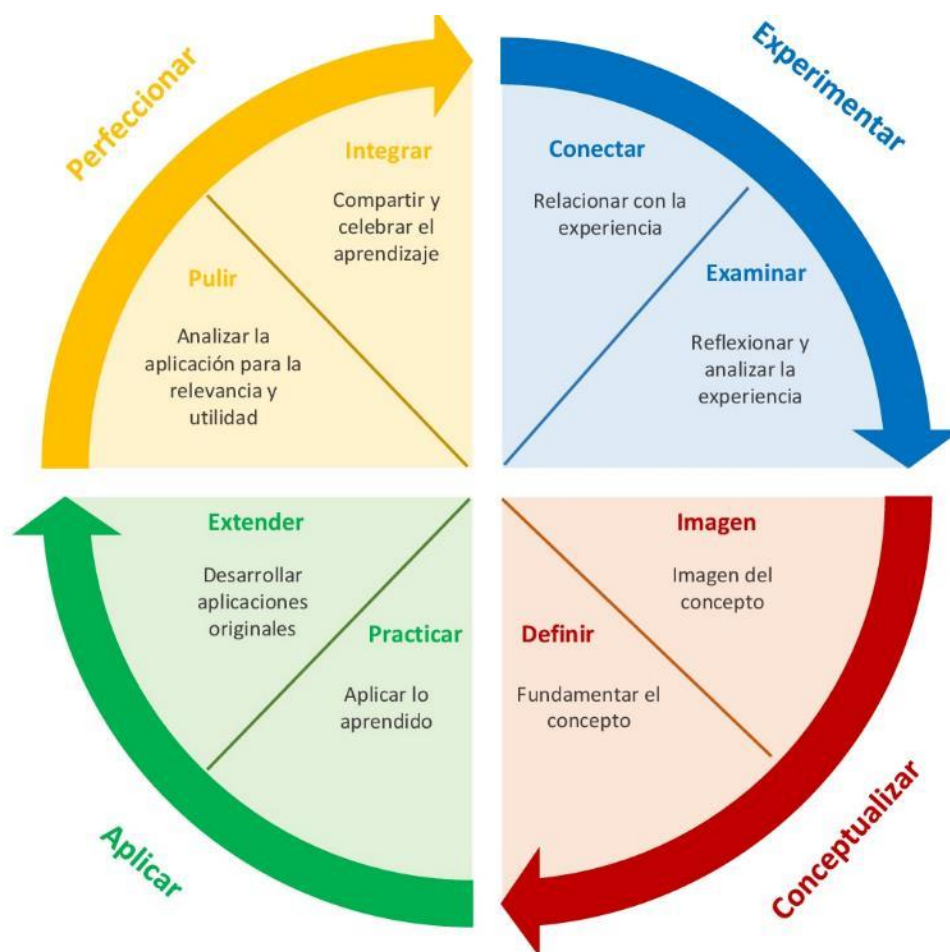 Experimentar
Conectar
Relacionar con la
experiencia
Examinar
Reflexionar y
analizar la
experiencia
Conceptualizar
Imagen
Imagen del
concepto
Definir
Fundamentar el
concepto
Aplicar
Practicar
Aplicar lo
aprendido
Extender
Desarrollar
aplicaciones
originales
Perfeccionar
Pulir
Analizar la
aplicación para la
relevancia y
utilidad
Integrar
Compartir y
celebrar el
aprendizaje